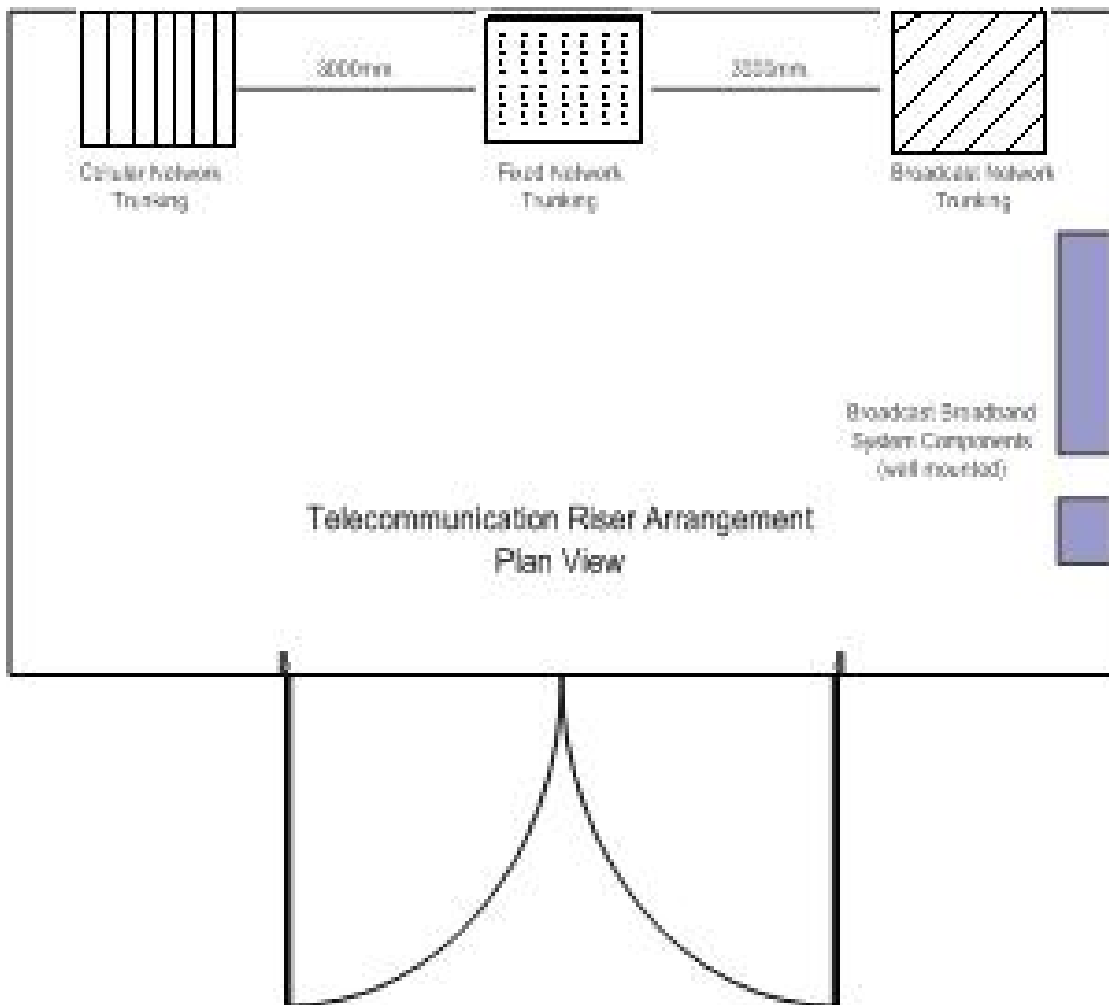 3000mm
3000mm
Cellular Network
Trunking
Fixed Network
Trunking
Broadcast Network
Trunking
Broadcast Broadband
System Components
(wall mounted)
Telecommunication Riser Arrangement
Plan View